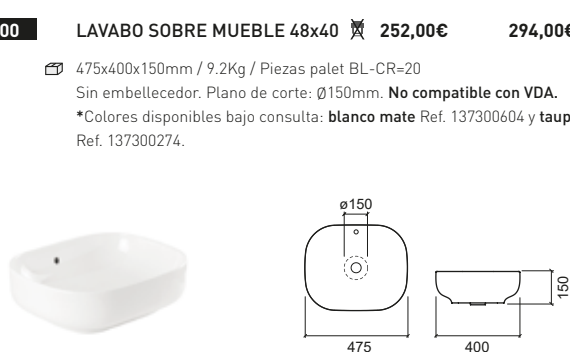 00 LAVABO SOBRE MUEBLE 48x40 252,00€ 294,00€
475x400x150mm / 9.2Kg / Piezas palet BL-CR=20
Sin embellecedor. Plano de corte: Ø150mm. No compatible con VDA.
*Colores disponibles bajo consulta: blanco mate Ref. 137300604 y taup
Ref. 137300274.
ø150
150
475
400